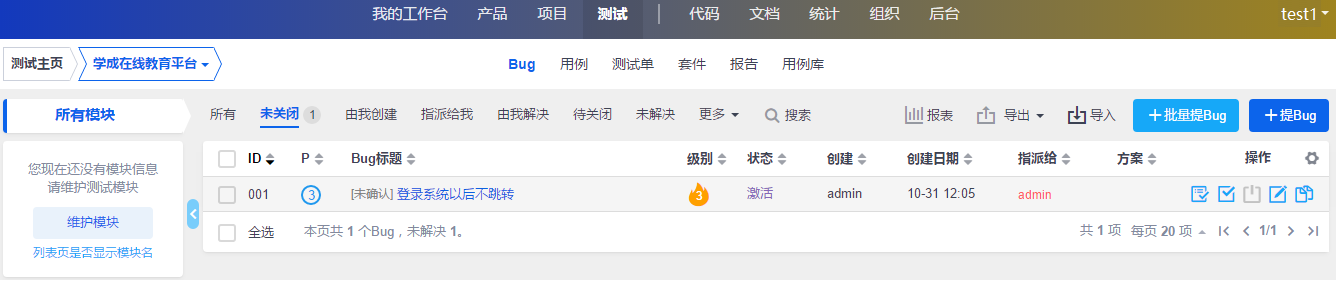 我的工作台 产品 项目 测试 代码 文档 统计 组织 后台 test1
测试主页 学成在线教育平台 Bug 用例 测试单 套件 报告 用例库
所有模块 所有 未关闭 1 由我创建 指派给我 由我解决 待关闭 未解决 更多 搜索 报表 导出 导入 +批量提Bug +提Bug
您现在还没有模块信息
请维护测试模块
维护模块
列表页是否显示模块名
ID P Bug标题 级别 状态 创建 创建日期 指派给 方案 操作
001 3 [未确认] 登录系统以后不跳转 3 激活 admin 10-31 12:05 admin
全选 本页共 1 个Bug，未解决 1。 共 1 项 每页 20 项 1/1